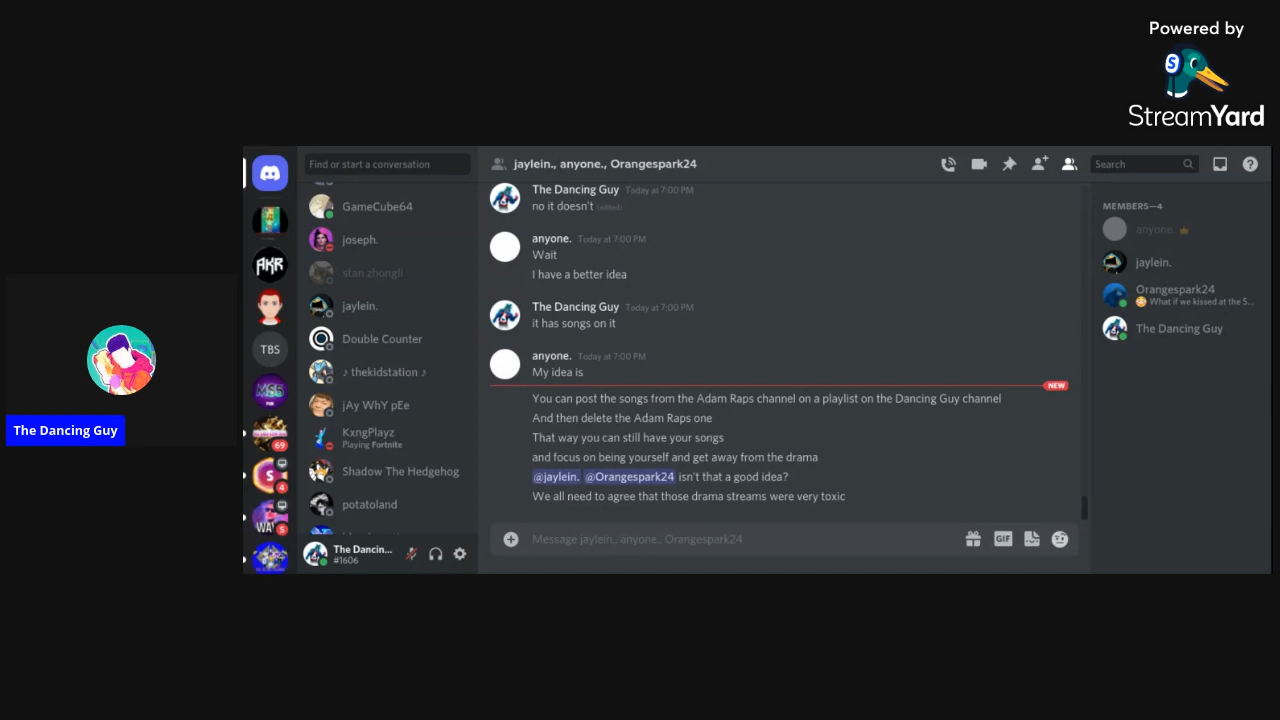 Powered by
S
StreamYard
Find or start a conversation
jaylein., anyone., Orangespark24
Search
GameCube64
joseph.
stan zhongli
jaylein.
Double Counter
♪ thekidstation ♪
jAy WhY pEe
KxngPlayz
Playing Fortnite
Shadow The Hedgehog
potatoland
AKR
TBS
MSS
69
4
WAV
5
The Dancing Guy Today at 7:00 PM
no it doesn't (edited)
anyone. Today at 7:00 PM
Wait
I have a better idea
The Dancing Guy Today at 7:00 PM
it has songs on it
anyone. Today at 7:00 PM
My idea is
NEW
You can post the songs from the Adam Raps channel on a playlist on the Dancing Guy channel
And then delete the Adam Raps one
That way you can still have your songs
and focus on being yourself and get away from the drama
@jaylein. @Orangespark24 isn't that a good idea?
We all need to agree that those drama streams were very toxic
Message jaylein., anyone., Orangespark24
GIF
MEMBERS—4
anyone.
jaylein.
Orangespark24
What if we kissed at the S...
The Dancing Guy
The Dancin...
#1606
The Dancing Guy